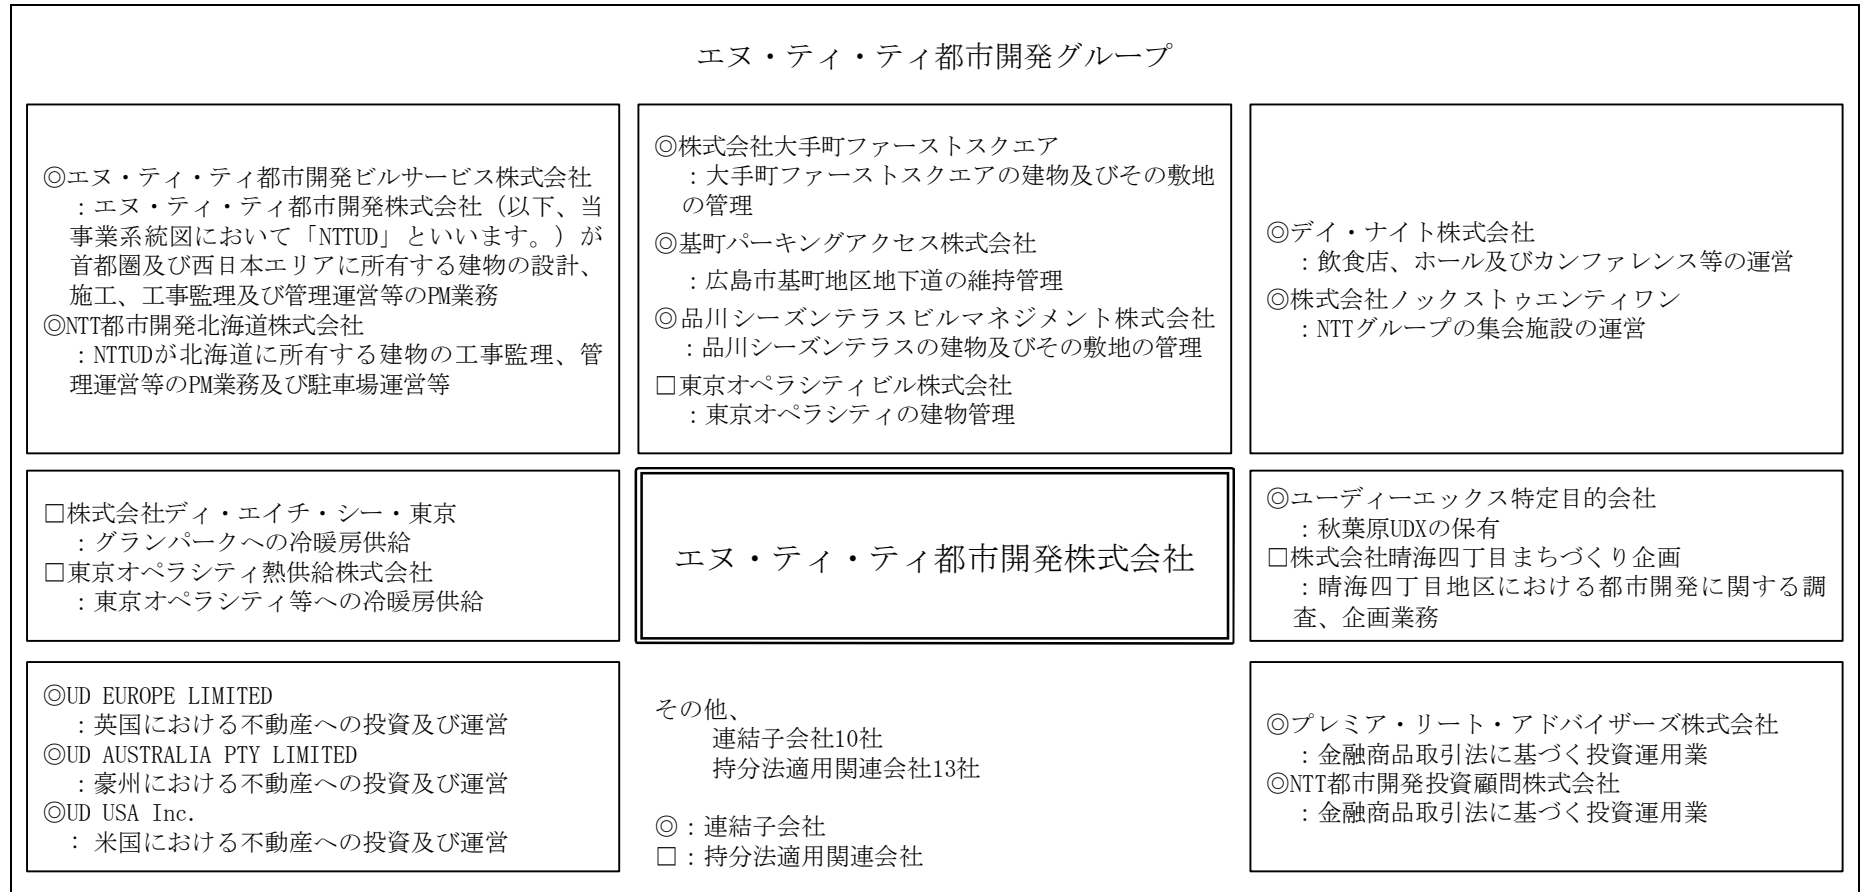 エヌ・ティ・ティ都市開発グループ
◎エヌ・ティ・ティ都市開発ビルサービス株式会社
：エヌ・ティ・ティ都市開発株式会社（以下、当
事業系統図において「NTTUD」といいます。）が
首都圏及び西日本エリアに所有する建物の設計、
施工、工事監理及び管理運営等のPM業務
◎NTT都市開発北海道株式会社
：NTTUDが北海道に所有する建物の工事監理、管
理運営等のPM業務及び駐車場運営等
◎株式会社大手町ファーストスクエア
：大手町ファーストスクエアの建物及びその敷地
の管理
◎基町パーキングアクセス株式会社
：広島市基町地区地下道の維持管理
◎品川シーズンテラスビルマネジメント株式会社
：品川シーズンテラスの建物及びその敷地の管理
□東京オペラシティビル株式会社
：東京オペラシティの建物管理
◎デイ・ナイト株式会社
：飲食店、ホール及びカンファレンス等の運営
◎株式会社ノックストゥエンティワン
：NTTグループの集会施設の運営
□株式会社ディ・エイチ・シー・東京
：グランパークへの冷暖房供給
□東京オペラシティ熱供給株式会社
：東京オペラシティ等への冷暖房供給
エヌ・ティ・ティ都市開発株式会社
◎ユーディーエックス特定目的会社
：秋葉原UDXの保有
□株式会社晴海四丁目まちづくり企画
：晴海四丁目地区における都市開発に関する調
査、企画業務
◎UD EUROPE LIMITED
：英国における不動産への投資及び運営
◎UD AUSTRALIA PTY LIMITED
：豪州における不動産への投資及び運営
◎UD USA Inc.
： 米国における不動産への投資及び運営
その他、
連結子会社10社
持分法適用関連会社13社
◎：連結子会社
□：持分法適用関連会社
◎プレミア・リート・アドバイザーズ株式会社
：金融商品取引法に基づく投資運用業
◎NTT都市開発投資顧問株式会社
：金融商品取引法に基づく投資運用業